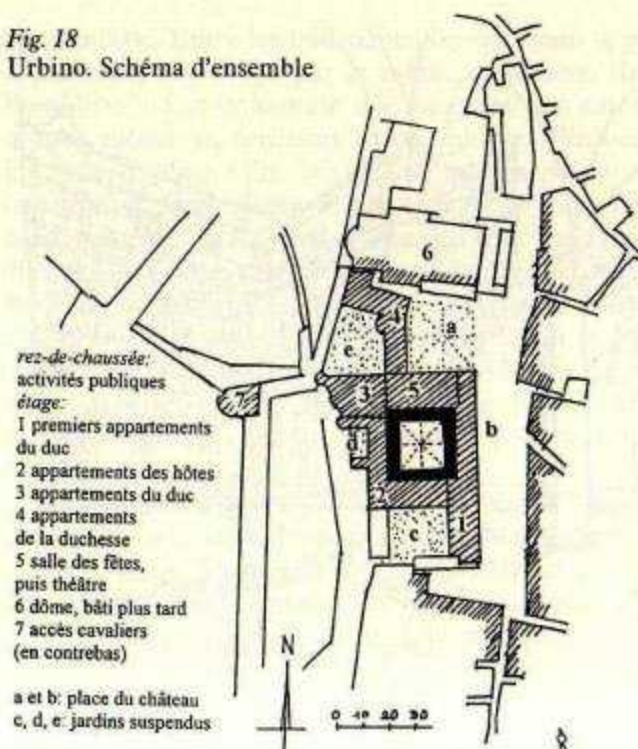 Fig. 18
Urbino. Schéma d'ensemble
rez-de-chaussée:
activités publiques
étage:
1 premiers appartements
du duc
2 appartements des hôtes
3 appartements du duc
4 appartements
de la duchesse
5 salle des fêtes,
puis théâtre
6 dôme, bâti plus tard
7 accès cavaliers
(en contrebas)
a et b: place du château
c, d, e: jardins suspendus
6
4
a
e
7
3
5
b
d
2
c
1
N
0 10 20 30